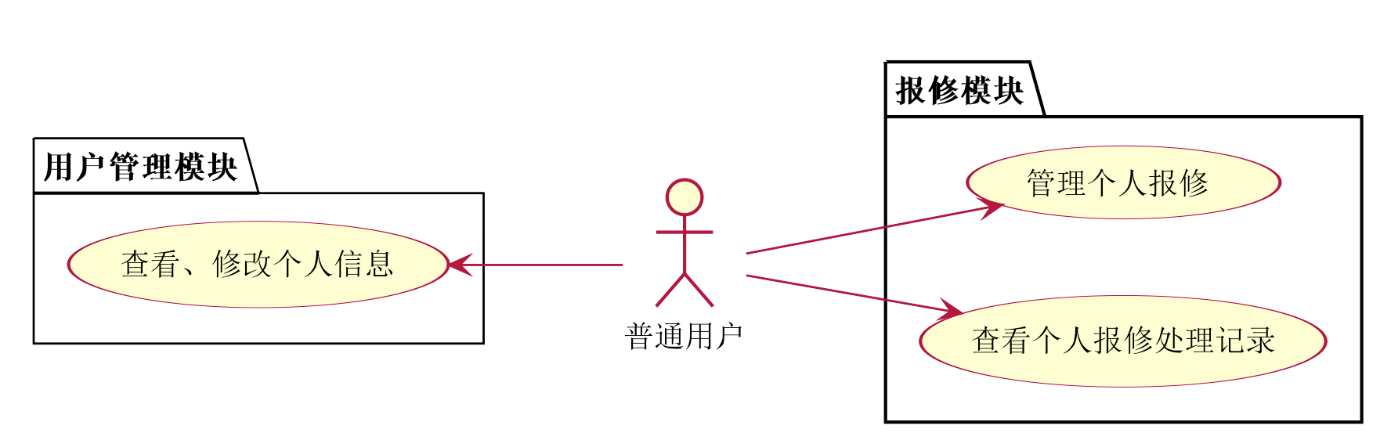 用户管理模块
查看、修改个人信息
普通用户
报修模块
管理个人报修
查看个人报修处理记录